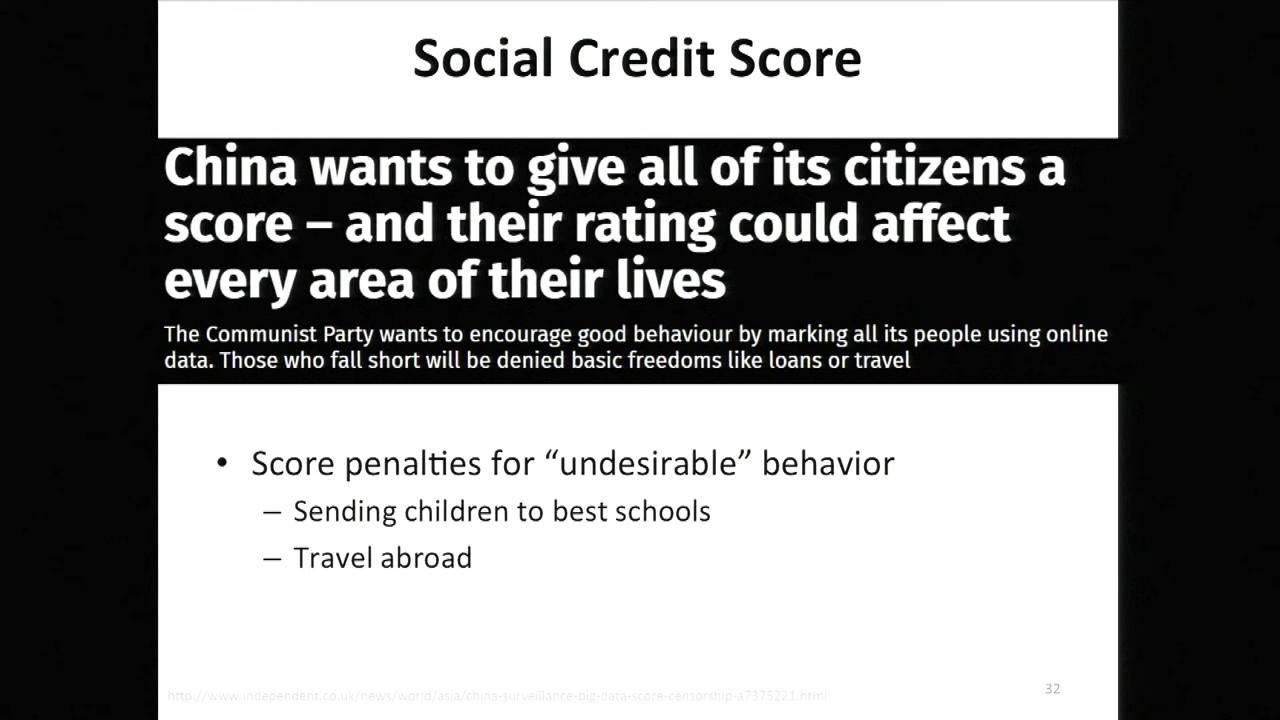 Social Credit Score
China wants to give all of its citizens a
score – and their rating could affect
every area of their lives
The Communist Party wants to encourage good behaviour by marking all its people using online
data. Those who fall short will be denied basic freedoms like loans or travel
• Score penalties for “undesirable” behavior
– Sending children to best schools
– Travel abroad
http://www.independent.co.uk/news/world/asia/china-surveillance-big-data-score-censorship-a7375221.html
32